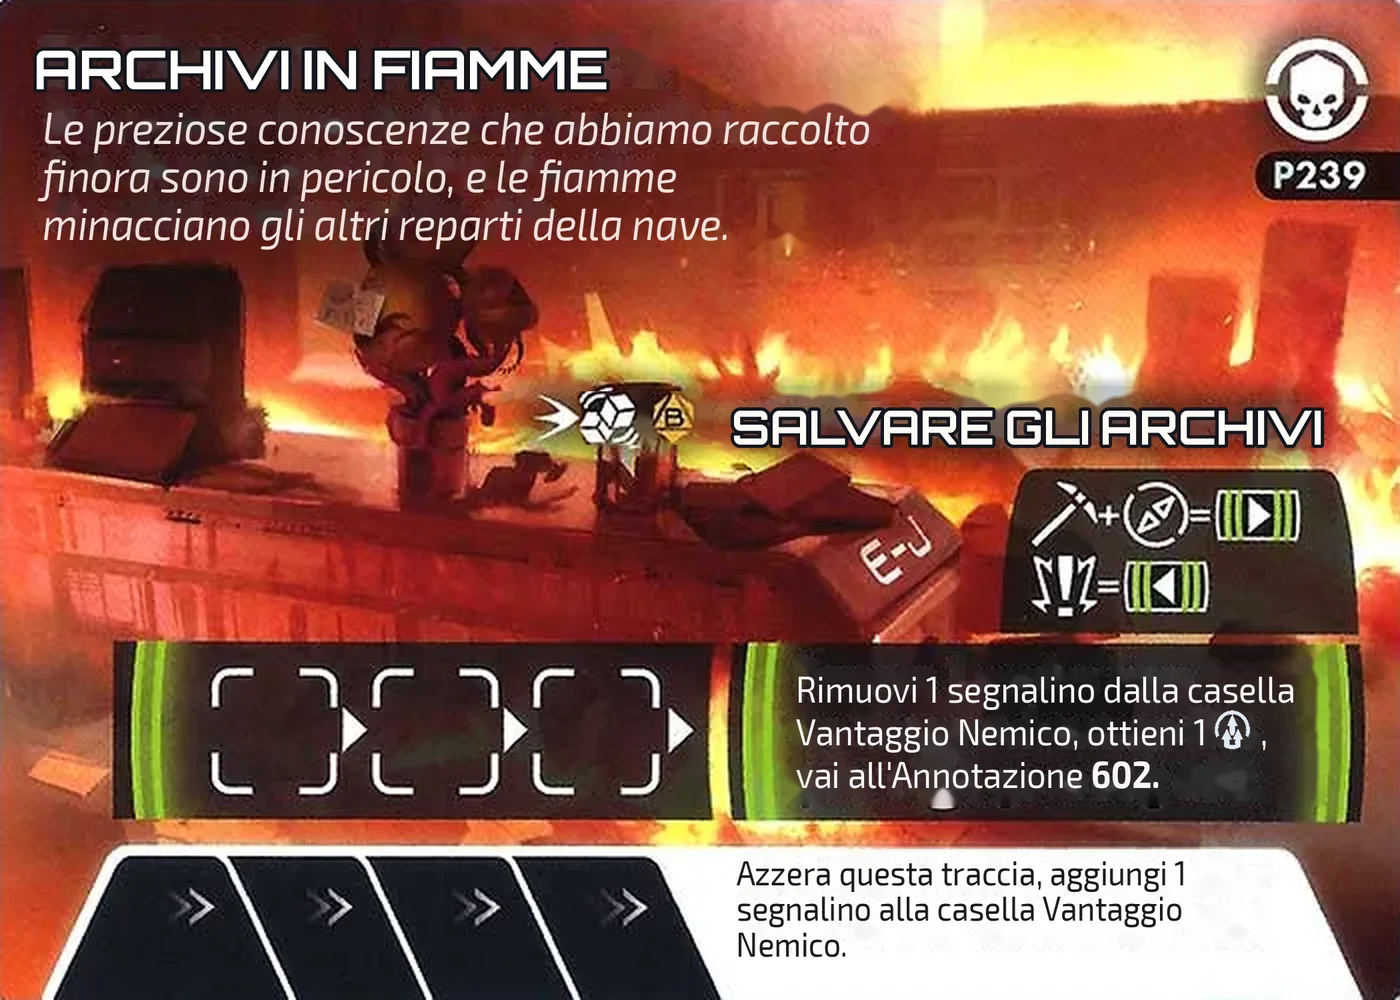 ARCHIVI IN FIAMME
Le preziose conoscenze che abbiamo raccolto
finora sono in pericolo, e le fiamme
minacciano gli altri reparti della nave.
P239
B
SALVARE GLI ARCHIVI
E-J
+ =
! =
Rimuovi 1 segnalino dalla casella
Vantaggio Nemico, ottieni 1 ,
vai all'Annotazione 602.
Azzera questa traccia, aggiungi 1
segnalino alla casella Vantaggio
Nemico.